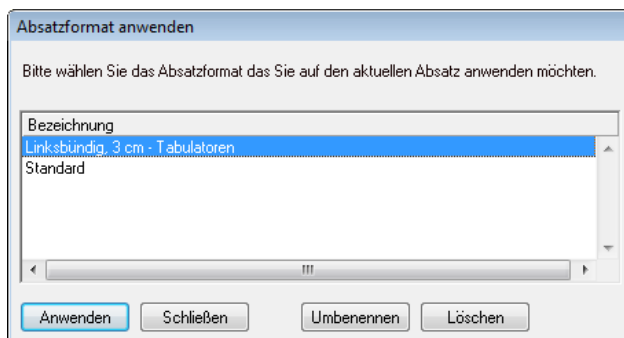 Absatzformat anwenden
Bitte wählen Sie das Absatzformat das Sie auf den aktuellen Absatz anwenden möchten.
Bezeichnung
Linksbündig, 3 cm - Tabulatoren
Standard
Anwenden Schließen Umbenennen Löschen